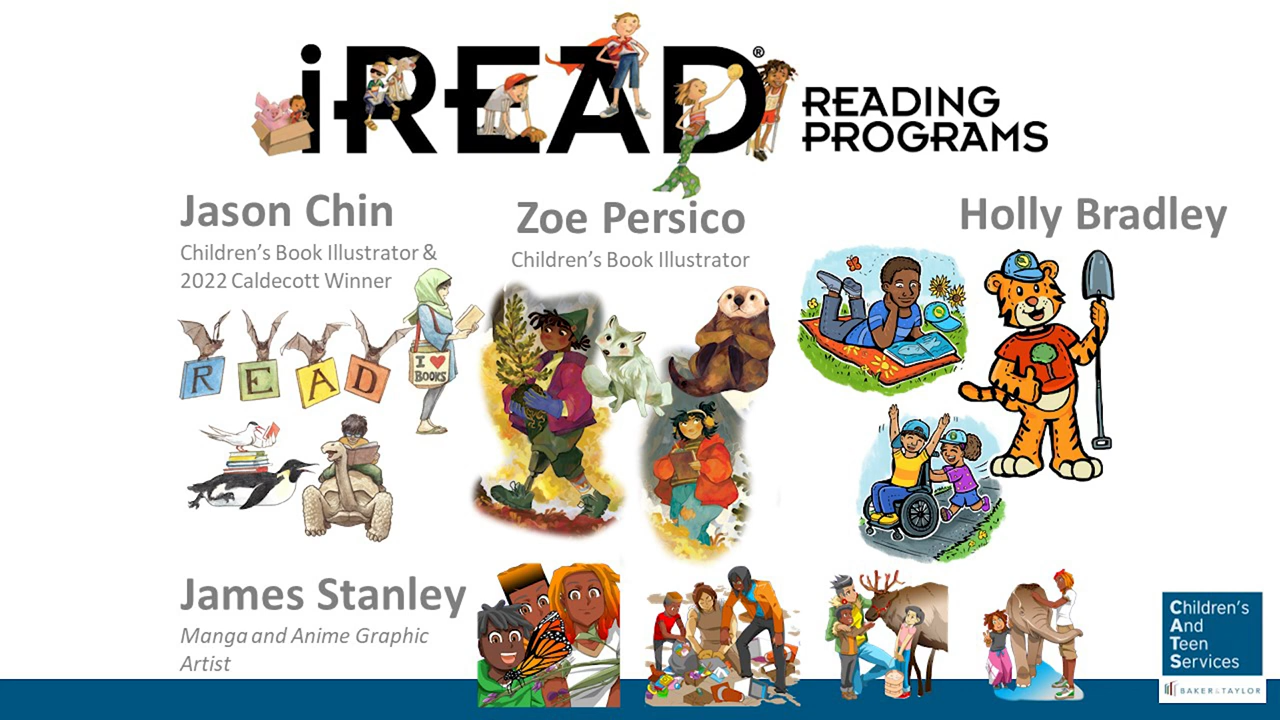 iREAD®
READING
PROGRAMS
Jason Chin
Children's Book Illustrator &
2022 Caldecott Winner
READ
I ♥
BOOKS
Zoe Persico
Children's Book Illustrator
Holly Bradley
James Stanley
Manga and Anime Graphic
Artist
Children's
And
Teen
Services
BAKER & TAYLOR